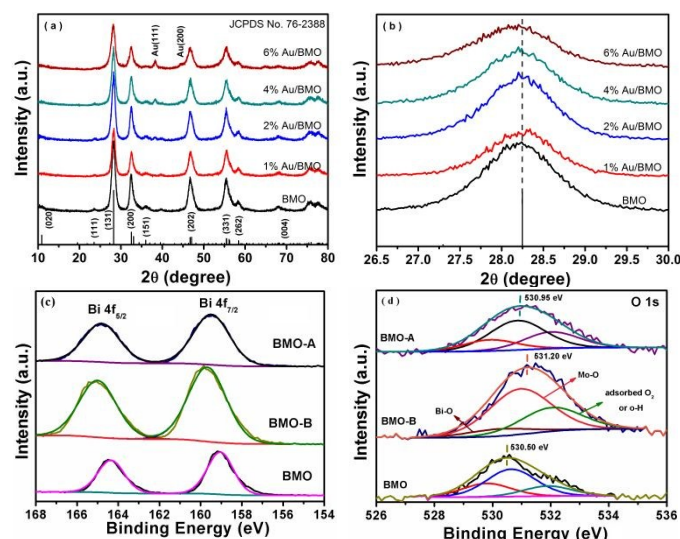 (a)
JCPDS No. 76-2388
Au(111)
Au(200)
6% Au/BMO
4% Au/BMO
2% Au/BMO
1% Au/BMO
BMO
(020)
(111)
(131)
(200)
(151)
(202)
(331)
(262)
(004)
10 20 30 40 50 60 70 80
2θ (degree)
Intensity (a.u.)
(b)
6% Au/BMO
4% Au/BMO
2% Au/BMO
1% Au/BMO
BMO
26.5 27.0 27.5 28.0 28.5 29.0 29.5 30.0
2θ (degree)
Intensity (a.u.)
(c)
Bi 4f5/2
Bi 4f7/2
BMO-A
BMO-B
BMO
168 166 164 162 160 158 156 154
Binding Energy (eV)
Intensity (a.u.)
(d)
O 1s
530.95 eV
BMO-A
531.20 eV
Mo-O
Bi-O
adsorbed O2
or o-H
BMO-B
530.50 eV
BMO
526 528 530 532 534 536
Binding Energy (eV)
Intensity (a.u.)